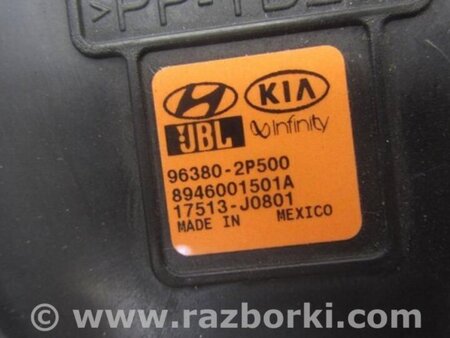 KIA
JBL infinity
96380-2P500
8946001501A
17513-J0801
MADE IN MEXICO
© www.razborki.com